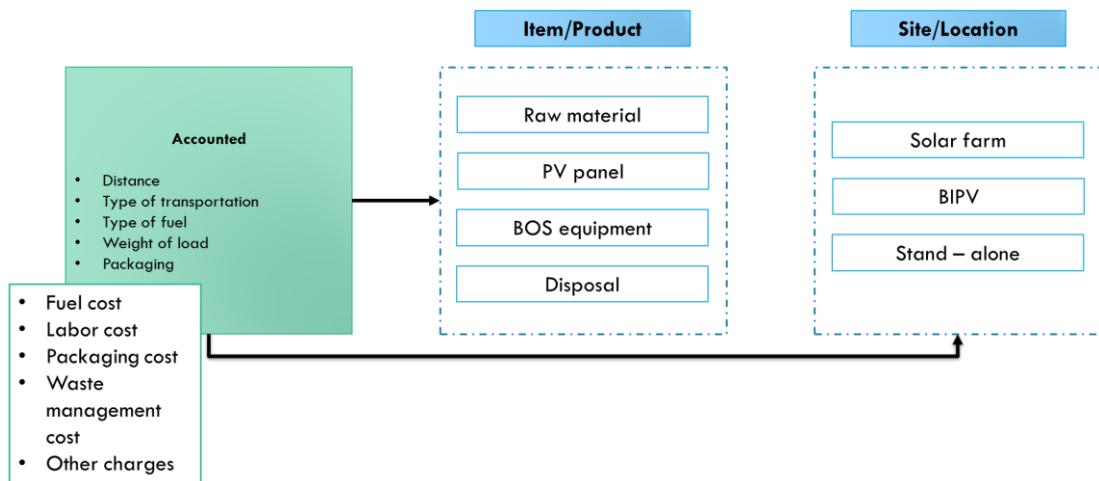 Item/Product
Site/Location
Accounted
• Distance
• Type of transportation
• Type of fuel
• Weight of load
• Packaging
• Fuel cost
• Labor cost
• Packaging cost
• Waste
management
cost
• Other charges
Raw material
PV panel
BOS equipment
Disposal
Solar farm
BIPV
Stand – alone